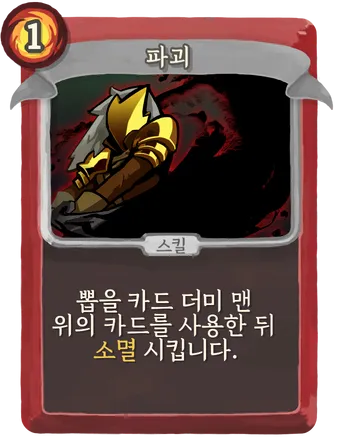 1
파괴
스킬
뽑을 카드 더미 맨
위의 카드를 사용한 뒤
소멸 시킵니다.